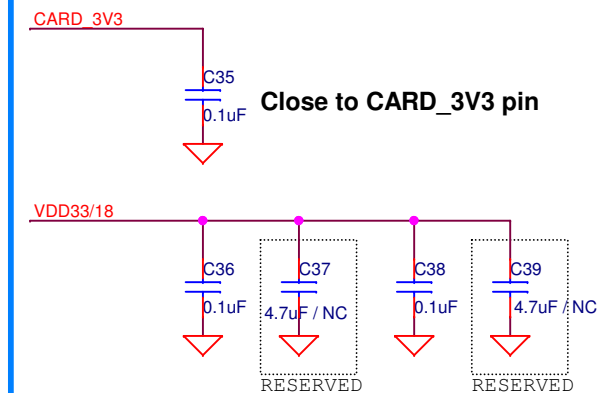 CARD_3V3
C35
0.1uF
Close to CARD_3V3 pin
VDD33/18
C36
C37
C38
C39
0.1uF
4.7uF / NC
0.1uF
4.7uF / NC
RESERVED
RESERVED